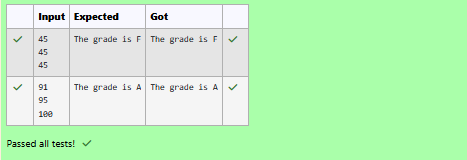 Input Expected Got
45 The grade is F The grade is F
45
45
91 The grade is A The grade is A
95
100
Passed all tests!